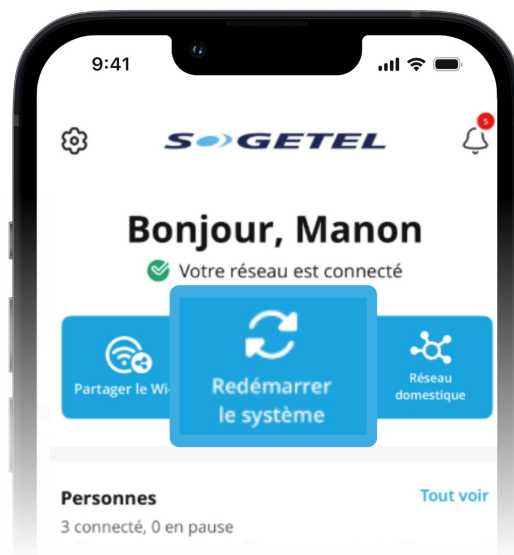 9:41
5
SOGETEL
Bonjour, Manon
Votre réseau est connecté
Partager le Wi-
Redémarrer
le système
Réseau
domestique
Personnes
Tout voir
3 connecté, 0 en pause